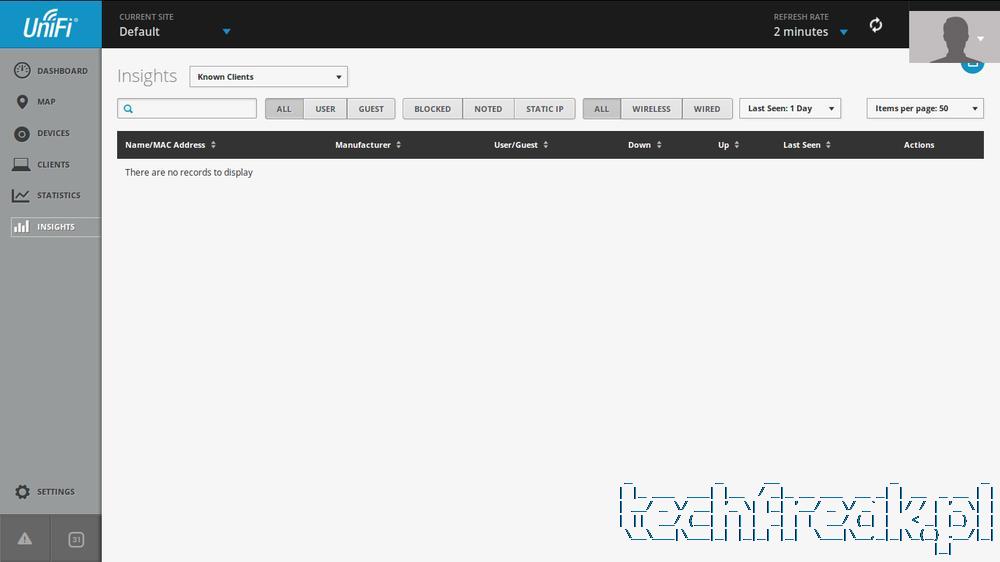 UniFi
CURRENT SITE
Default
REFRESH RATE
2 minutes
DASHBOARD
MAP
DEVICES
CLIENTS
STATISTICS
INSIGHTS
SETTINGS
31
Insights
Known Clients
ALL USER GUEST BLOCKED NOTED STATIC IP ALL WIRELESS WIRED Last Seen: 1 Day Items per page: 50
Name/MAC Address Manufacturer User/Guest Down Up Last Seen Actions
There are no records to display
techfreak.pl